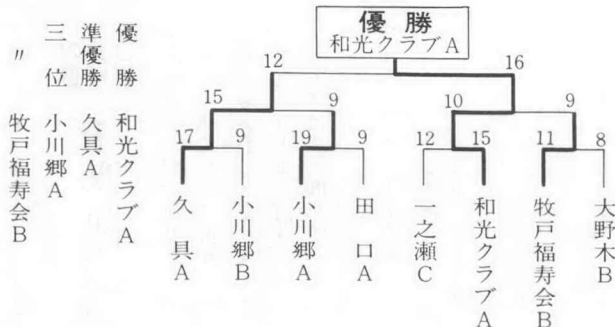 優勝
和光クラブA
12
16
15
9
10
9
17
9
19
9
12
15
11
8
久具A
小川郷B
小川郷A
田口A
一之瀬C
和光クラブA
牧戸福寿会B
大野木B
優勝 和光クラブA
準優勝 久具A
三位 小川郷A
〃 牧戸福寿会B